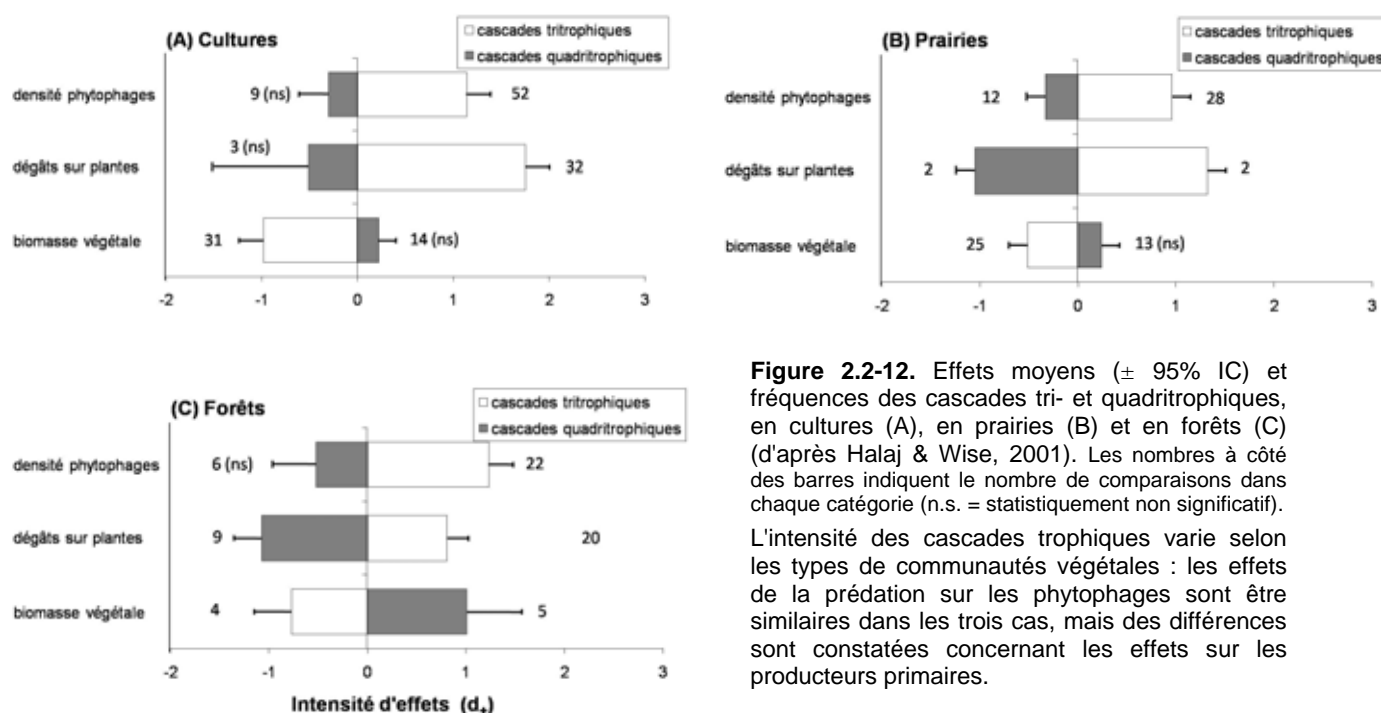 (A) Cultures
cascades tritrophiques
cascades quadritrophiques
densité phytophages
9 (ns)
52
dégâts sur plantes
3 (ns)
32
biomasse végétale
31
14 (ns)
-2 -1 0 1 2 3
(B) Prairies
cascades tritrophiques
cascades quadritrophiques
densité phytophages
12
28
dégâts sur plantes
2
2
biomasse végétale
25
13 (ns)
-2 -1 0 1 2 3
(C) Forêts
cascades tritrophiques
cascades quadritrophiques
densité phytophages
6 (ns)
22
dégâts sur plantes
9
20
biomasse végétale
4
5
-2 -1 0 1 2 3
Intensité d'effets (d+)
Figure 2.2-12. Effets moyens (± 95% IC) et
fréquences des cascades tri- et quadritrophiques,
en cultures (A), en prairies (B) et en forêts (C)
(d'après Halaj & Wise, 2001). Les nombres à côté
des barres indiquent le nombre de comparaisons dans
chaque catégorie (n.s. = statistiquement non significatif).
L'intensité des cascades trophiques varie selon
les types de communautés végétales : les effets
de la prédation sur les phytophages sont être
similaires dans les trois cas, mais des différences
sont constatées concernant les effets sur les
producteurs primaires.